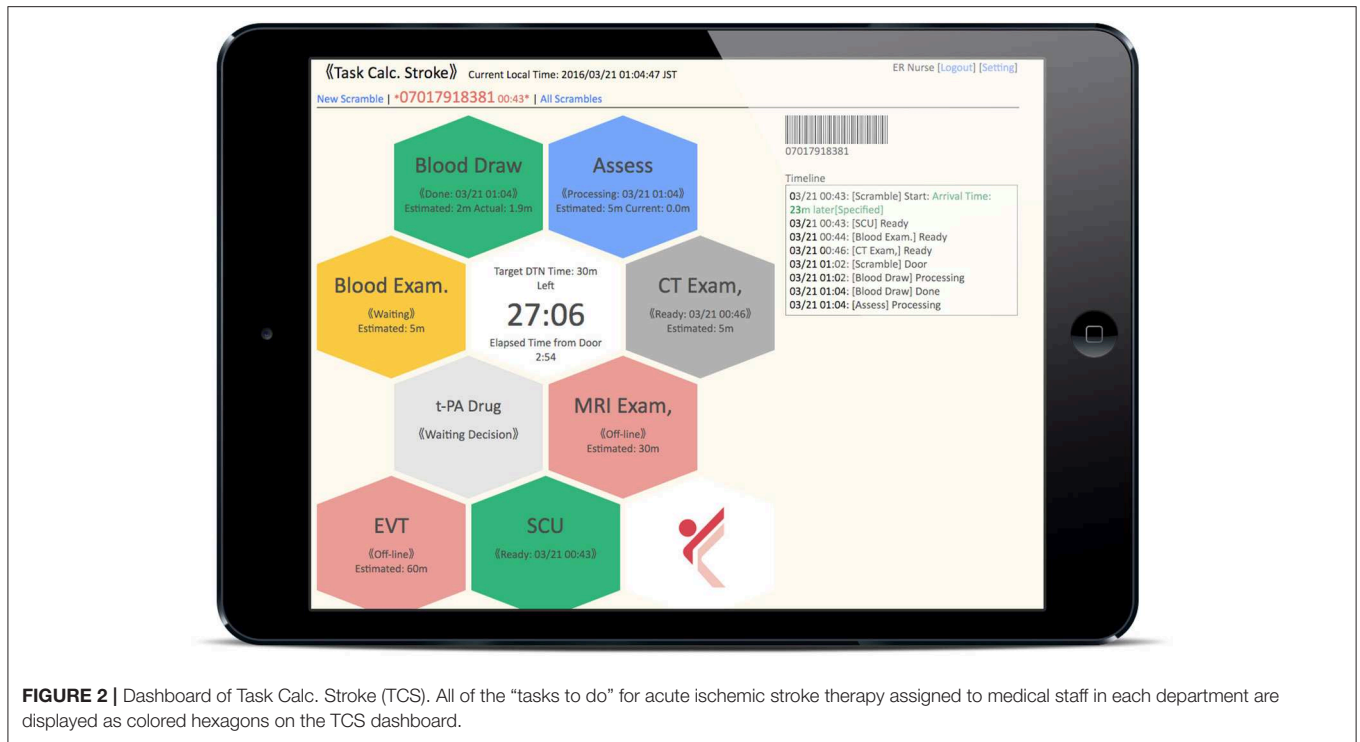 《Task Calc. Stroke》 Current Local Time: 2016/03/21 01:04:47 JST
ER Nurse [Logout] [Setting]
New Scramble | *07017918381 00:43* | All Scrambles
Blood Draw
《Done: 03/21 01:04》
Estimated: 2m Actual: 1.9m
Assess
《Processing: 03/21 01:04》
Estimated: 5m Current: 0.0m
Blood Exam.
《Waiting》
Estimated: 5m
Target DTN Time: 30m
Left
27:06
Elapsed Time from Door
2:54
CT Exam,
《Ready: 03/21 00:46》
Estimated: 5m
t-PA Drug
《Waiting Decision》
MRI Exam,
《Off-line》
Estimated: 30m
EVT
《Off-line》
Estimated: 60m
SCU
《Ready: 03/21 00:43》
07017918381
Timeline
03/21 00:43: [Scramble] Start: Arrival Time:
23m later[Specified]
03/21 00:43: [SCU] Ready
03/21 00:44: [Blood Exam.] Ready
03/21 00:46: [CT Exam,] Ready
03/21 01:02: [Scramble] Door
03/21 01:02: [Blood Draw] Processing
03/21 01:04: [Blood Draw] Done
03/21 01:04: [Assess] Processing
FIGURE 2 | Dashboard of Task Calc. Stroke (TCS). All of the “tasks to do” for acute ischemic stroke therapy assigned to medical staff in each department are
displayed as colored hexagons on the TCS dashboard.